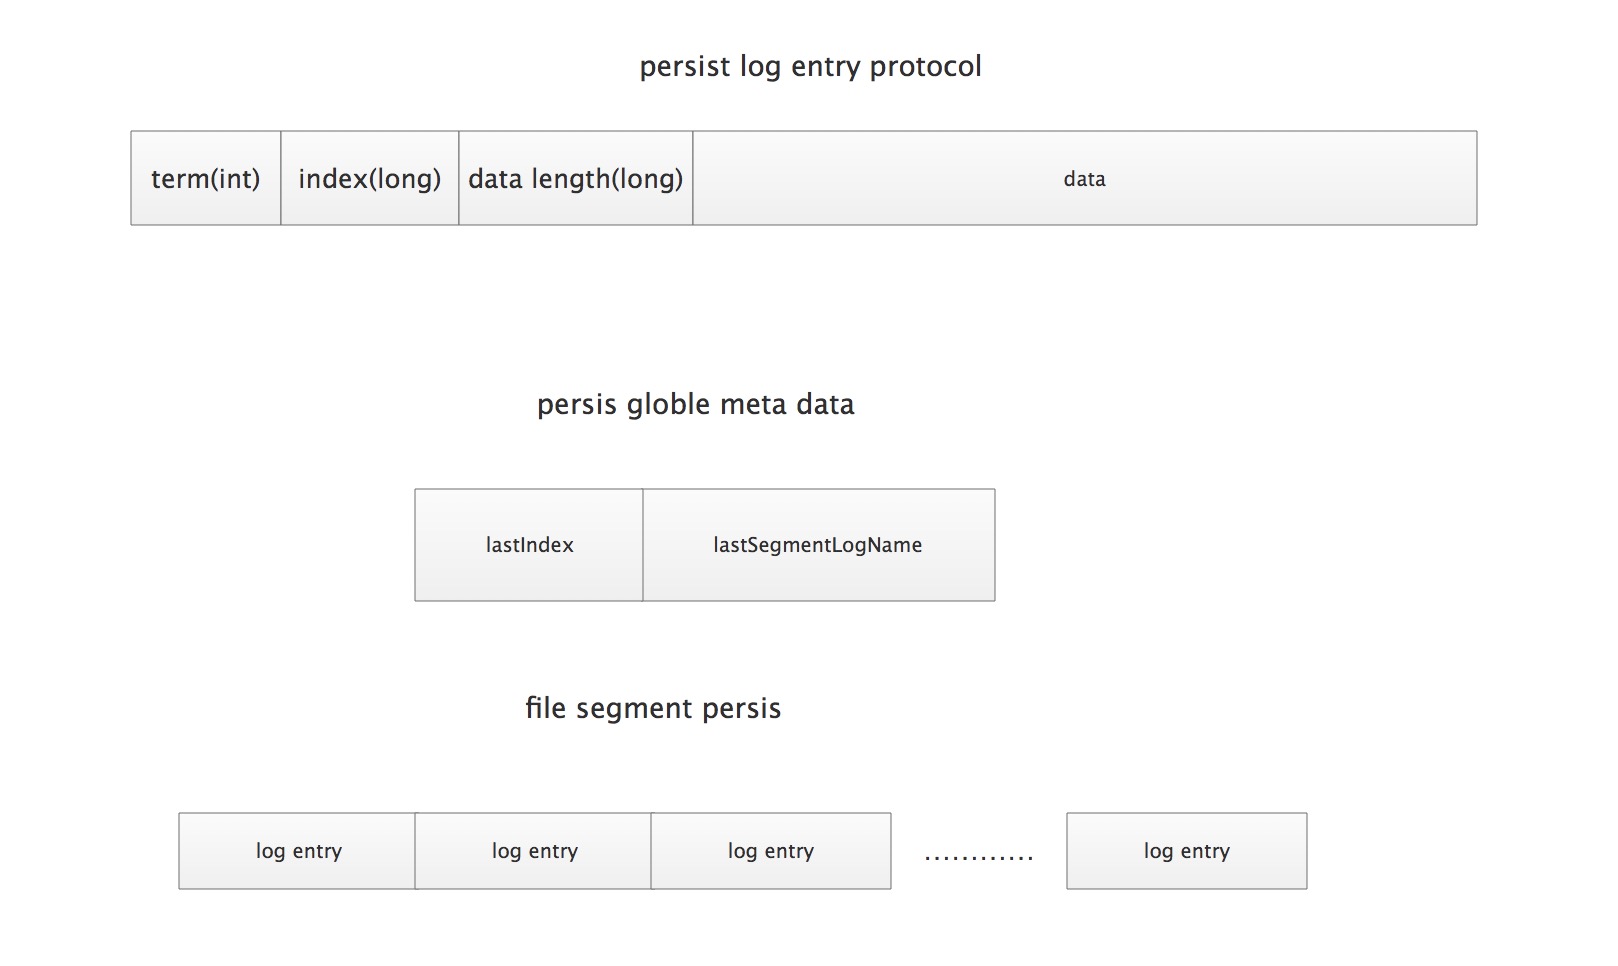 persist log entry protocol
term(int) index(long) data length(long) data
persis globle meta data
lastIndex lastSegmentLogName
file segment persis
log entry log entry log entry ............ log entry